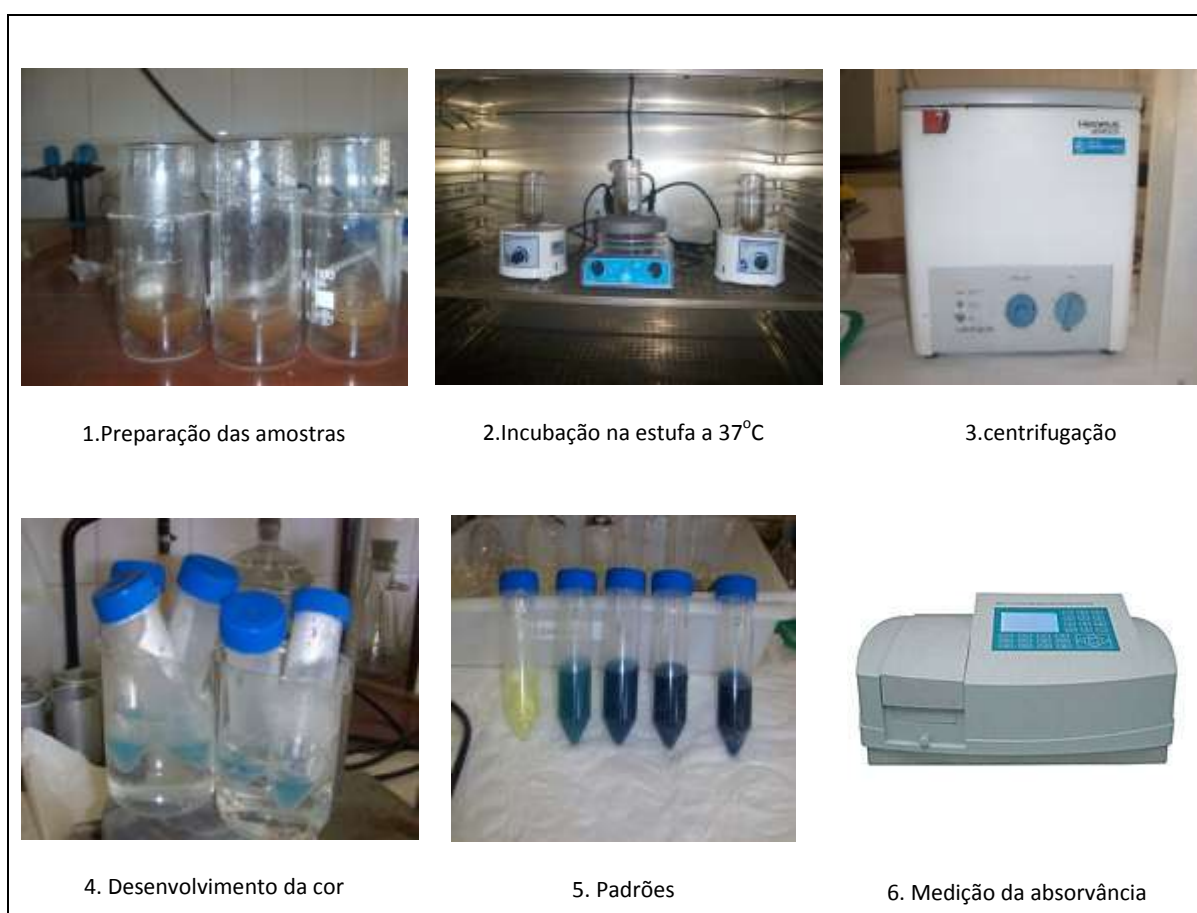 1.Preparação das amostras
2.Incubação na estufa a 37°C
3.centrifugação
4. Desenvolvimento da cor
5. Padrões
6. Medição da absorvância